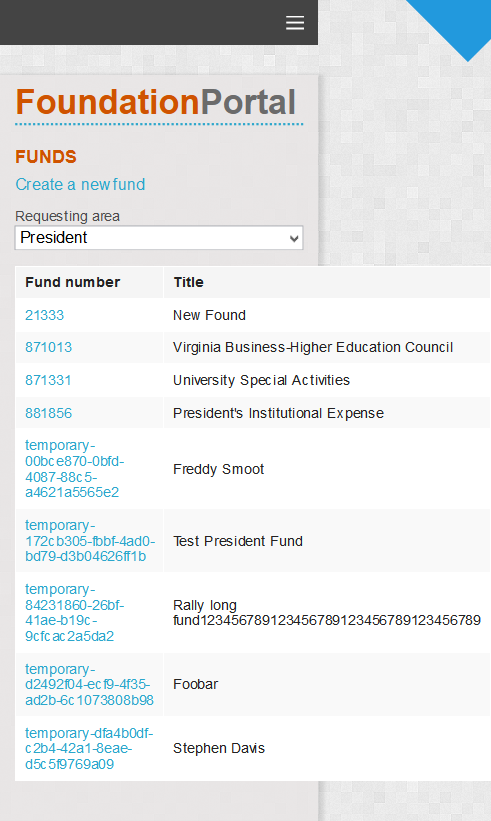 FoundationPortal
FUNDS
Create a new fund
Requesting area
President
Fund number Title
21333 New Found
871013 Virginia Business-Higher Education Council
871331 University Special Activities
881856 President's Institutional Expense
temporary-
00bce870-0bfd-
4087-88c5-
a4621a5565e2
Freddy Smoot
temporary-
172cb305-fbbf-4ad0-
bd79-d3b04626ff1b
Test President Fund
temporary-
84231860-26bf-
41ae-b19c-
9cfcac2a5da2
Rally long
fund123456789123456789123456789123456789
temporary-
d2492f04-ecf9-4f35-
ad2b-6c1073808b98
Foobar
temporary-dfa4b0df-
c2b4-42a1-8eae-
d5c5f9769a09
Stephen Davis